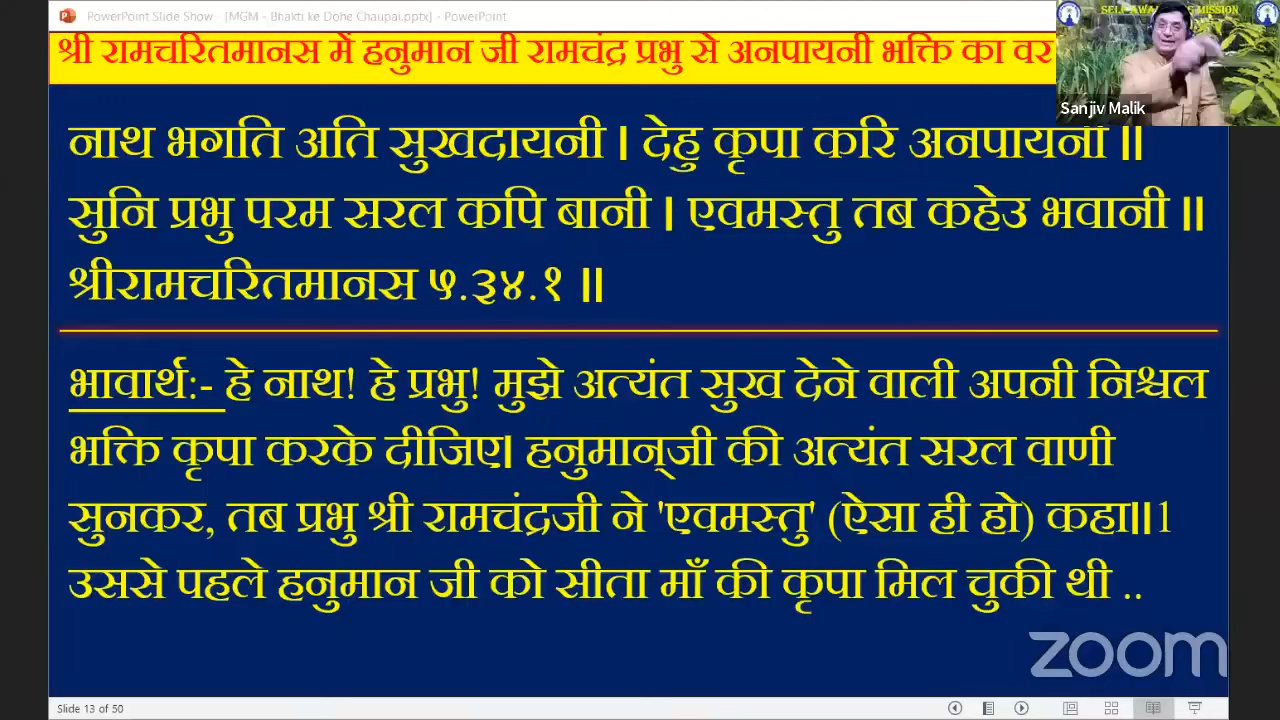 PowerPoint Slide Show - [MGM - Bhakti ke Dohe Chaupai.pptx] - PowerPoint
श्री रामचरितमानस में हनुमान जी रामचंद्र प्रभु से अनपायनी भक्ति का वर
SELF AWA MISSION
Sanjiv Malik
नाथ भगति अति सुखदायनी । देहु कृपा करि अनपायनी ॥
सुनि प्रभु परम सरल कपि बानी । एवमस्तु तब कहेउ भवानी ॥
श्रीरामचरितमानस ५.३४.१ ॥
भावार्थ:- हे नाथ! हे प्रभु! मुझे अत्यंत सुख देने वाली अपनी निश्चल
भक्ति कृपा करके दीजिए। हनुमान्‌जी की अत्यंत सरल वाणी
सुनकर, तब प्रभु श्री रामचंद्रजी ने 'एवमस्तु' (ऐसा ही हो) कहा॥1
उससे पहले हनुमान जी को सीता माँ की कृपा मिल चुकी थी ..
zoom
Slide 13 of 50